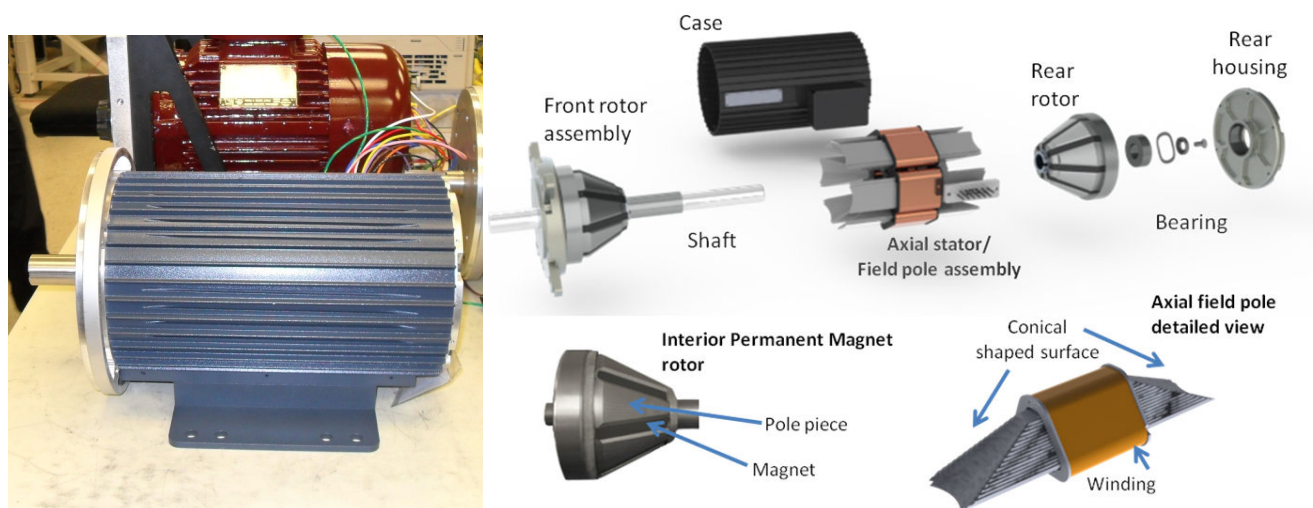 Case
Front rotor
assembly
Shaft
Axial stator/
Field pole assembly
Rear
rotor
Rear
housing
Bearing
Interior Permanent Magnet
rotor
Pole piece
Magnet
Axial field pole
detailed view
Conical
shaped surface
Winding